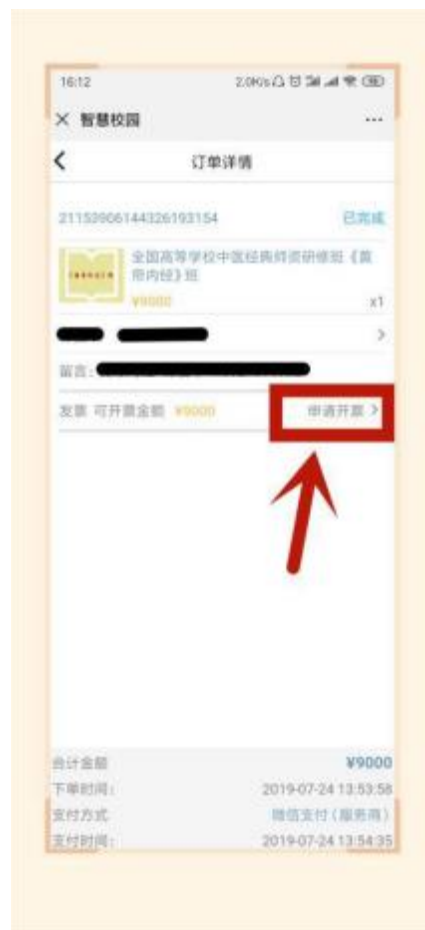 16:12 2.0K/s
智慧校园 ...
订单详情
21153906144326193154 已完成
全国高等学校中医经典师资研修班《黄
帝内经》班
¥9000 x1
留言:
发票 可开票金额 ¥9000 申请开票
合计金额 ¥9000
下单时间: 2019-07-24 13:53:58
支付方式 微信支付(服务商)
支付时间: 2019-07-24 13:54:35